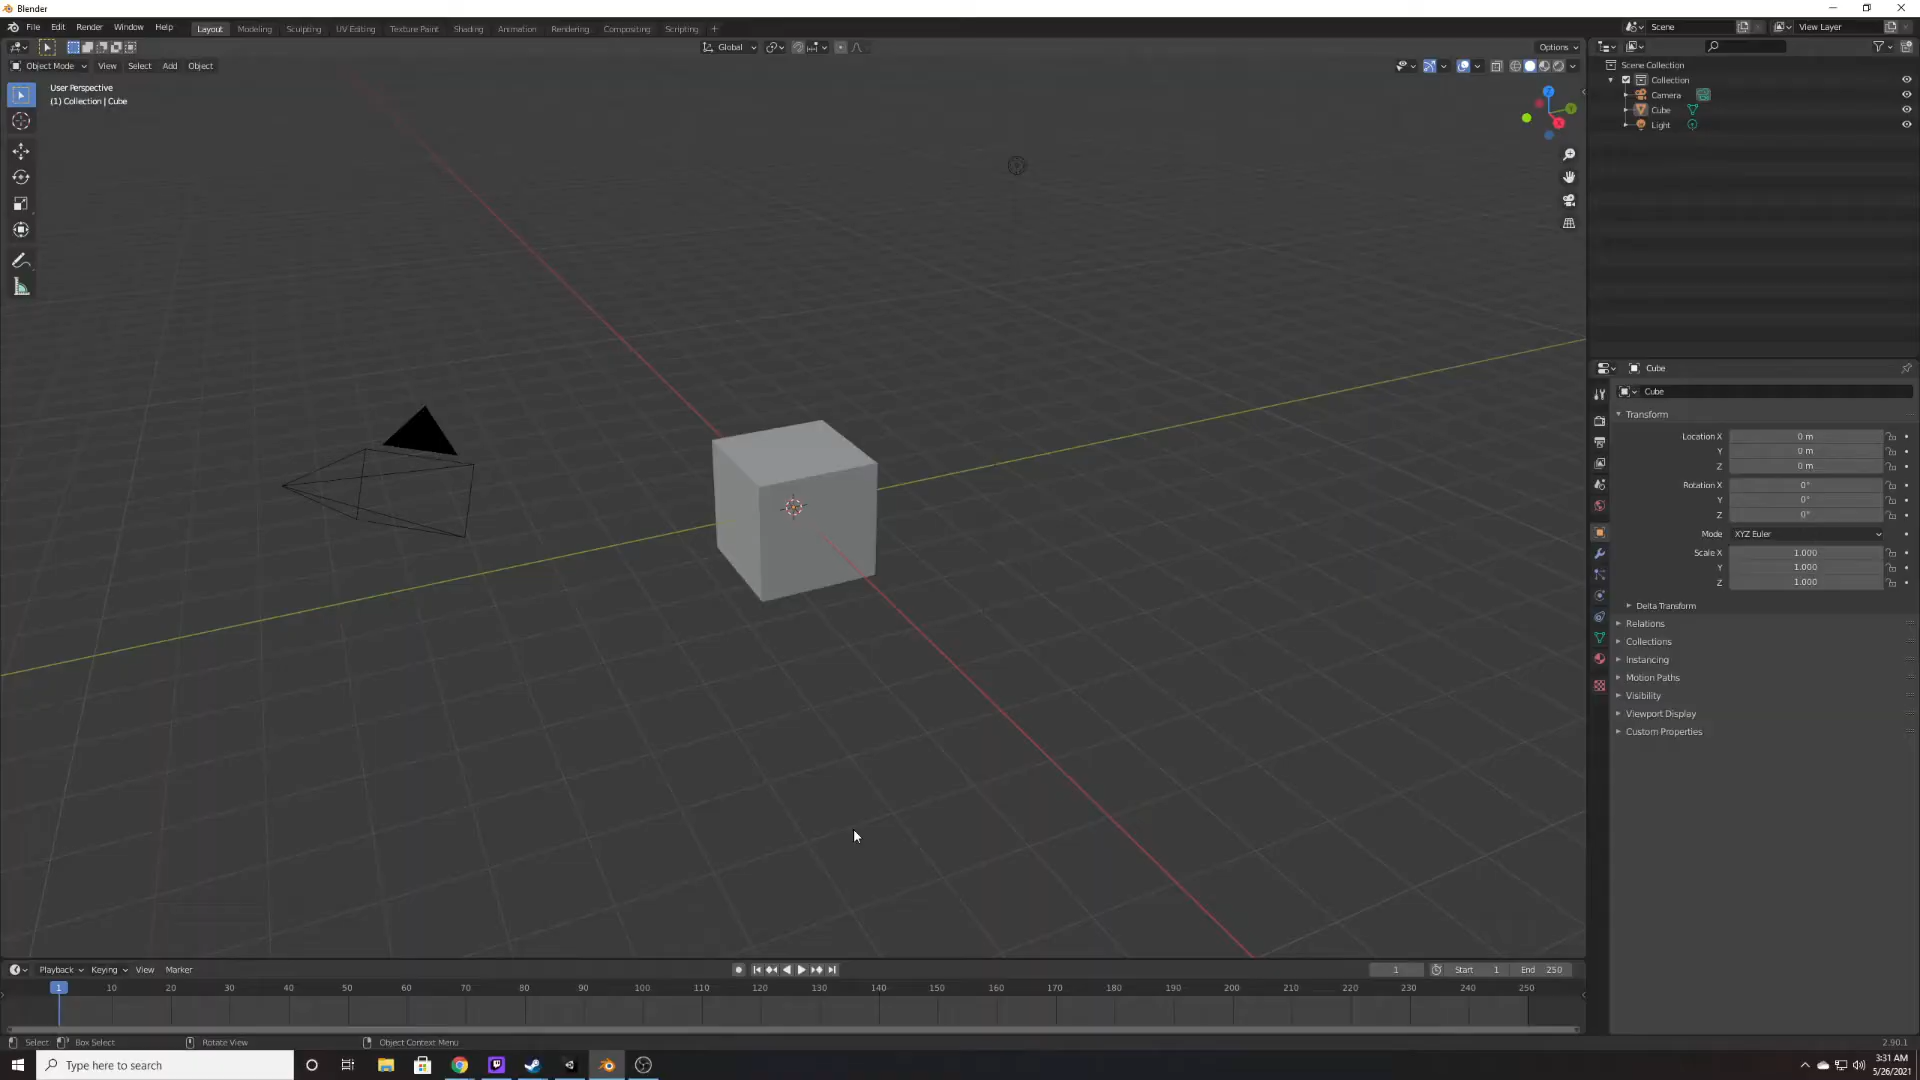 Blender
File Edit Render Window Help
Layout Modeling Sculpting UV Editing Texture Paint Shading Animation Rendering Compositing Scripting +
Scene
View Layer
Global
Options
Object Mode View Select Add Object
User Perspective
(1) Collection | Cube
Z
Y
X
Scene Collection
Collection
Camera
Cube
Light
Cube
Cube
Transform
Location X 0 m
Y 0 m
Z 0 m
Rotation X 0°
Y 0°
Z 0°
Mode XYZ Euler
Scale X 1.000
Y 1.000
Z 1.000
Delta Transform
Relations
Collections
Instancing
Motion Paths
Visibility
Viewport Display
Custom Properties
Playback Keying View Marker
1 Start 1 End 250
1 10 20 30 40 50 60 70 80 90 100 110 120 130 140 150 160 170 180 190 200 210 220 230 240 250
Select Box Select Rotate View Object Context Menu
2.90.1
Type here to search
3:31 AM
5/26/2021